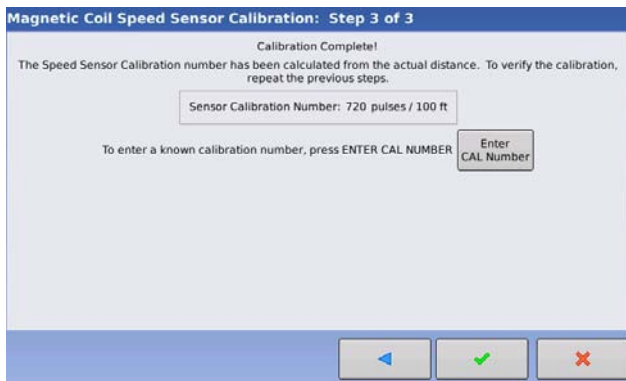 Magnetic Coil Speed Sensor Calibration: Step 3 of 3
Calibration Complete!
The Speed Sensor Calibration number has been calculated from the actual distance. To verify the calibration,
repeat the previous steps.
Sensor Calibration Number: 720 pulses / 100 ft
To enter a known calibration number, press ENTER CAL NUMBER
Enter
CAL Number